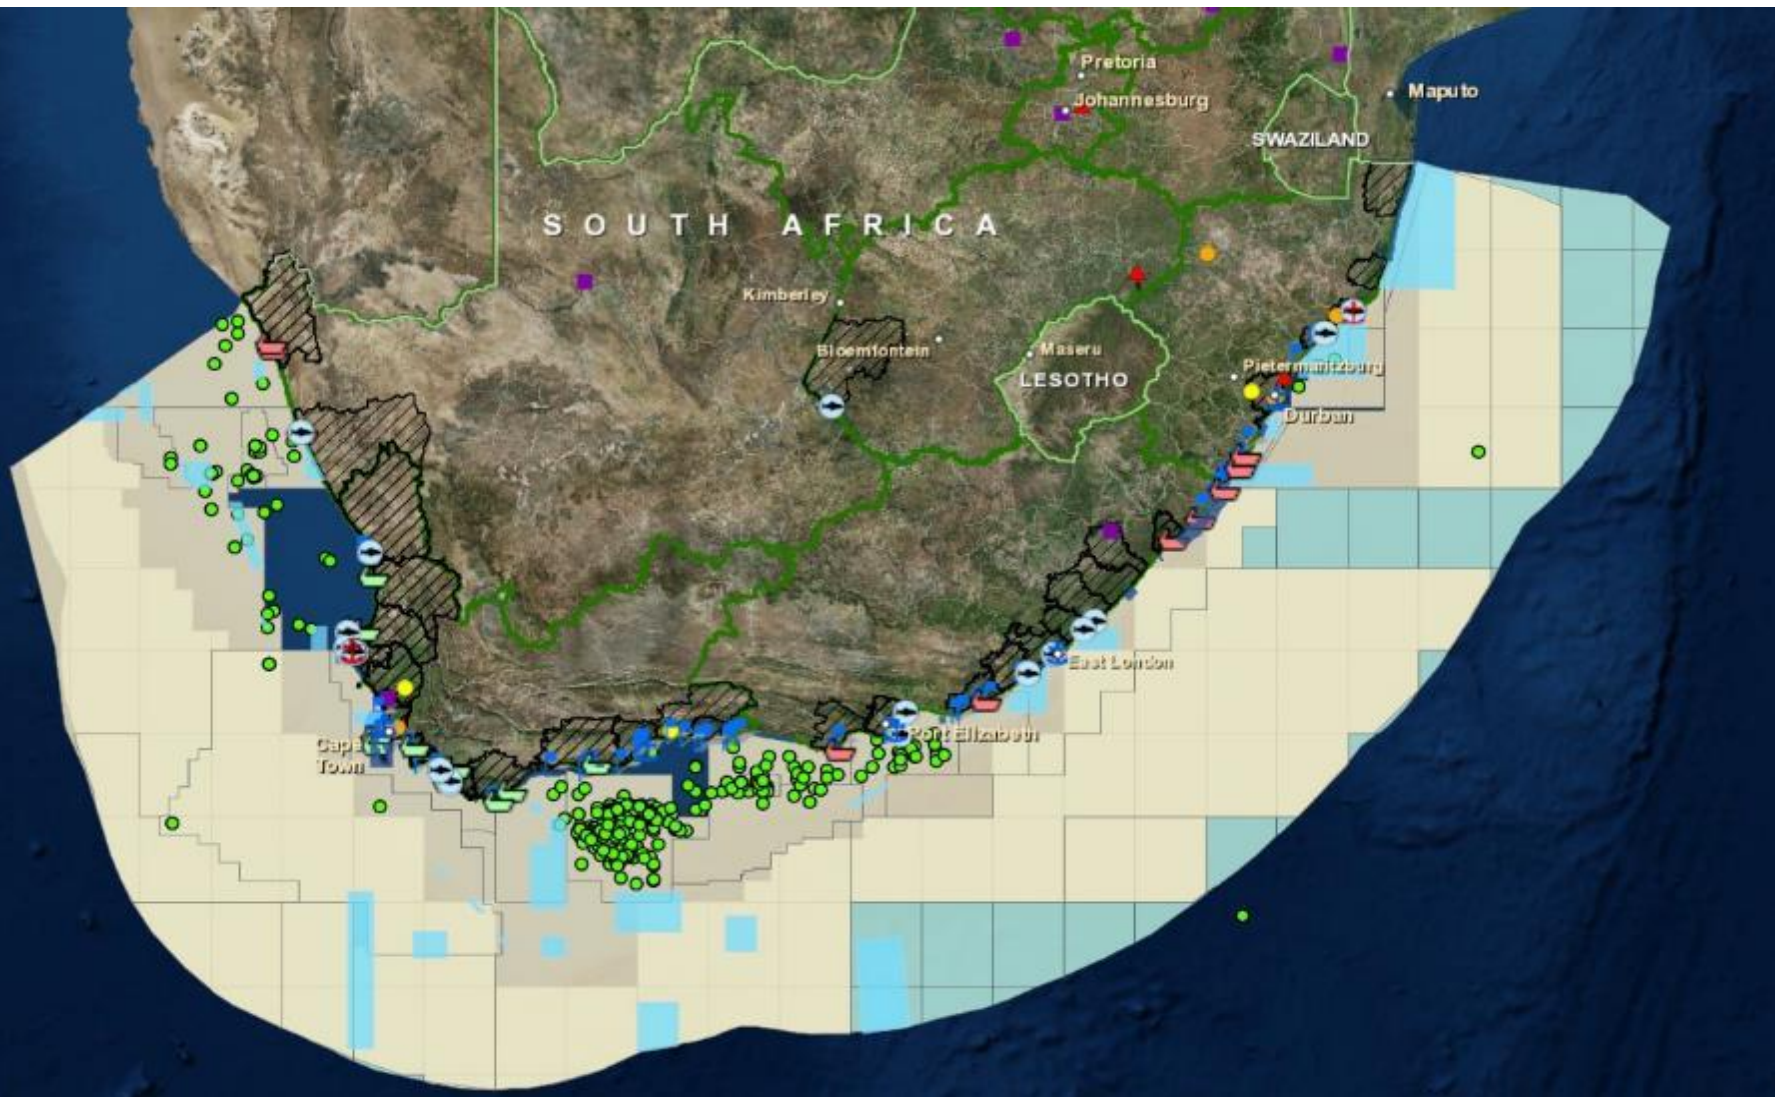 Pretoria
Johannesburg
Maputo
SWAZILAND
SOUTH AFRICA
Kimberley
Bloemfontein
Maseru
LESOTHO
Pietermaritzburg
Durban
East London
Port Elizabeth
Cape
Town